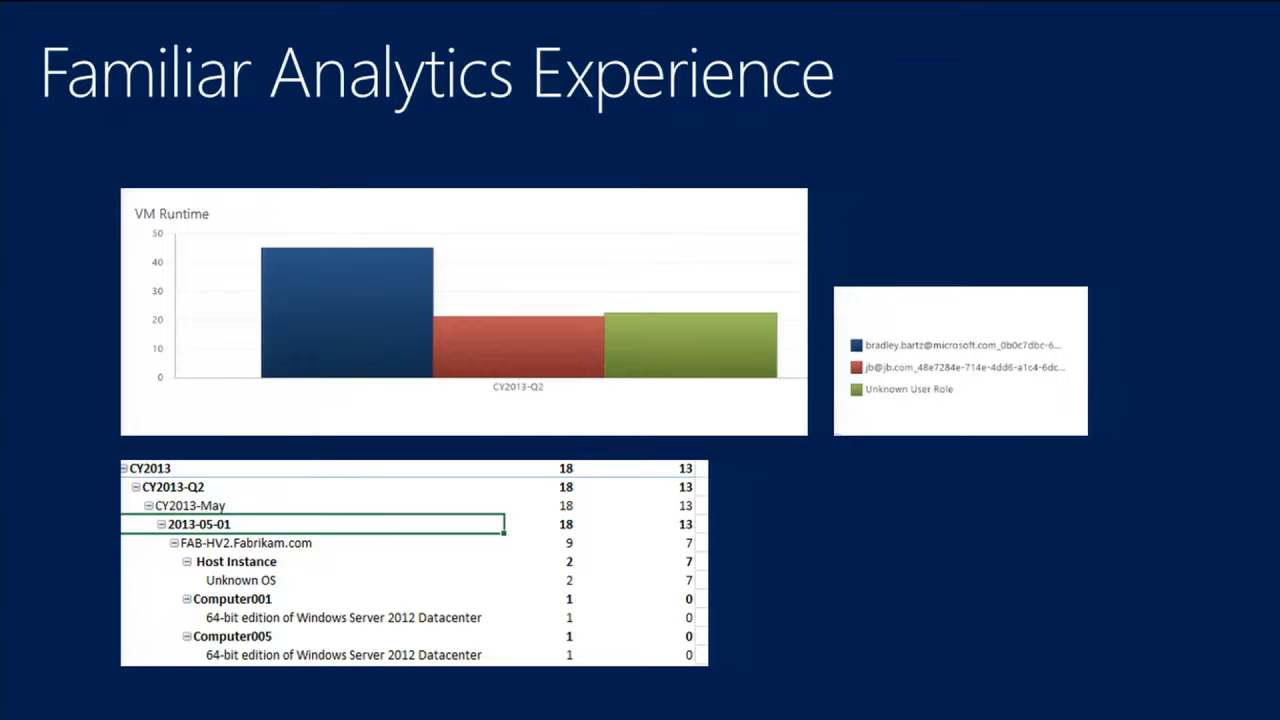 Familiar Analytics Experience
VM Runtime
50
40
30
20
10
0
CY2013-Q2
bradley.bartz@microsoft.com_0b0c7dbc-6...
jb@jb.com_48e7284e-714e-4dd6-a1c4-6dc...
Unknown User Role
CY2013 18 13
CY2013-Q2 18 13
CY2013-May 18 13
2013-05-01 18 13
FAB-HV2.Fabrikam.com 9 7
Host Instance 2 7
Unknown OS 2 7
Computer001 1 0
64-bit edition of Windows Server 2012 Datacenter 1 0
Computer005 1 0
64-bit edition of Windows Server 2012 Datacenter 1 0